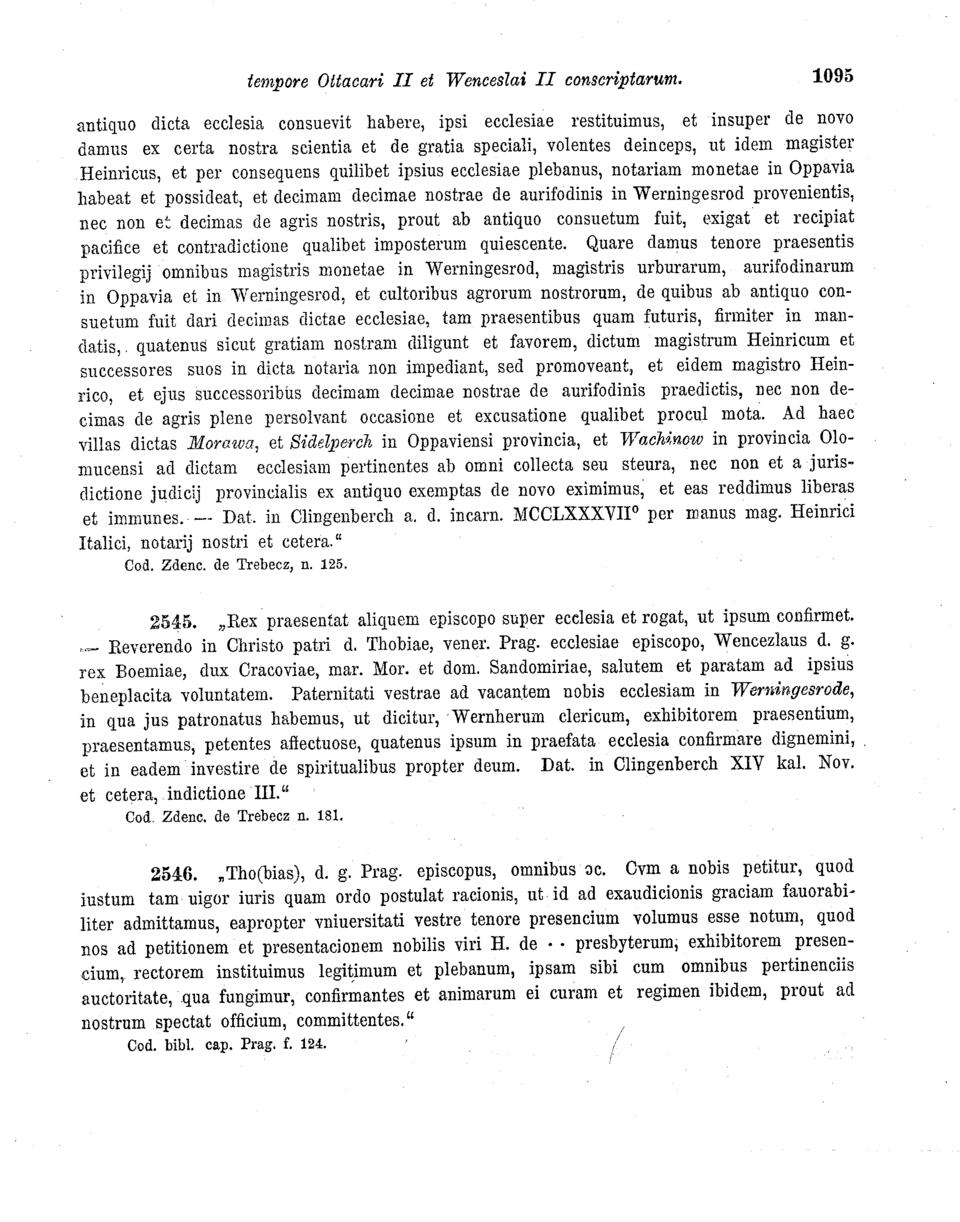 tempore Ottacari II et Wenceslai II conscriptarum. 1095
antiquo dicta ecclesia consuevit habere, ipsi ecclesiae restituimus, et insuper de novo
damus ex certa nostra scientia et de gratia speciali, volentes deinceps, ut idem magister
Heinricus, et per consequens quilibet ipsius ecclesiae plebanus, notariam monetae in Oppavia
habeat et possideat, et decimam decimae nostrae de aurifodinis in Werningesrod provenientis,
nec non et decimas de agris nostris, prout ab antiquo consuetum fuit, exigat et recipiat
pacifice et contradictione qualibet imposterum quiescente. Quare damus tenore praesentis
privilegij omnibus magistris monetae in Werningesrod, magistris urburarum, aurifodinarum
in Oppavia et in Werningesrod, et cultoribus agrorum nostrorum, de quibus ab antiquo con-
suetum fuit dari decimas dictae ecclesiae, tam praesentibus quam futuris, firmiter in man-
datis, quatenus sicut gratiam nostram diligunt et favorem, dictum magistrum Heinricum et
successores suos in dicta notaria non impediant, sed promoveant, et eidem magistro Hein-
rico, et ejus successoribus decimam decimae nostrae de aurifodinis praedictis, nec non de-
cimas de agris plene persolvant occasione et excusatione qualibet procul mota. Ad haec
villas dictas Morawa, et Sidelperch in Oppaviensi provincia, et Wachinow in provincia Olo-
mucensi ad dictam ecclesiam pertinentes ab omni collecta seu steura, nec non et a juris-
dictione judicij provincialis ex antiquo exemptas de novo eximimus, et eas reddimus liberas
et immunes. — Dat. in Clingenberch a. d. incarn. MCCLXXXVII⁰ per manus mag. Heinrici
Italici, notarij nostri et cetera.“
Cod. Zdenc. de Trebecz, n. 125.
2545. „Rex praesentat aliquem episcopo super ecclesia et rogat, ut ipsum confirmet.
— Reverendo in Christo patri d. Thobiae, vener. Prag. ecclesiae episcopo, Wencezlaus d. g.
rex Boemiae, dux Cracoviae, mar. Mor. et dom. Sandomiriae, salutem et paratam ad ipsius
beneplacita voluntatem. Paternitati vestrae ad vacantem nobis ecclesiam in Werningesrode,
in qua jus patronatus habemus, ut dicitur, Wernherum clericum, exhibitorem praesentium,
praesentamus, petentes affectuose, quatenus ipsum in praefata ecclesia confirmare dignemini,
et in eadem investire de spiritualibus propter deum. Dat. in Clingenberch XIV kal. Nov.
et cetera, indictione III.“
Cod. Zdenc. de Trebecz n. 181.
2546. „Tho(bias), d. g. Prag. episcopus, omnibus ɔc. Cvm a nobis petitur, quod
iustum tam uigor iuris quam ordo postulat racionis, ut id ad exaudicionis graciam fauorabi-
liter admittamus, eapropter vniuersitati vestre tenore presencium volumus esse notum, quod
nos ad petitionem et presentacionem nobilis viri H. de · · presbyterum, exhibitorem presen-
cium, rectorem instituimus legitimum et plebanum, ipsam sibi cum omnibus pertinenciis
auctoritate, qua fungimur, confirmantes et animarum ei curam et regimen ibidem, prout ad
nostrum spectat officium, committentes.“
Cod. bibl. cap. Prag. f. 124.